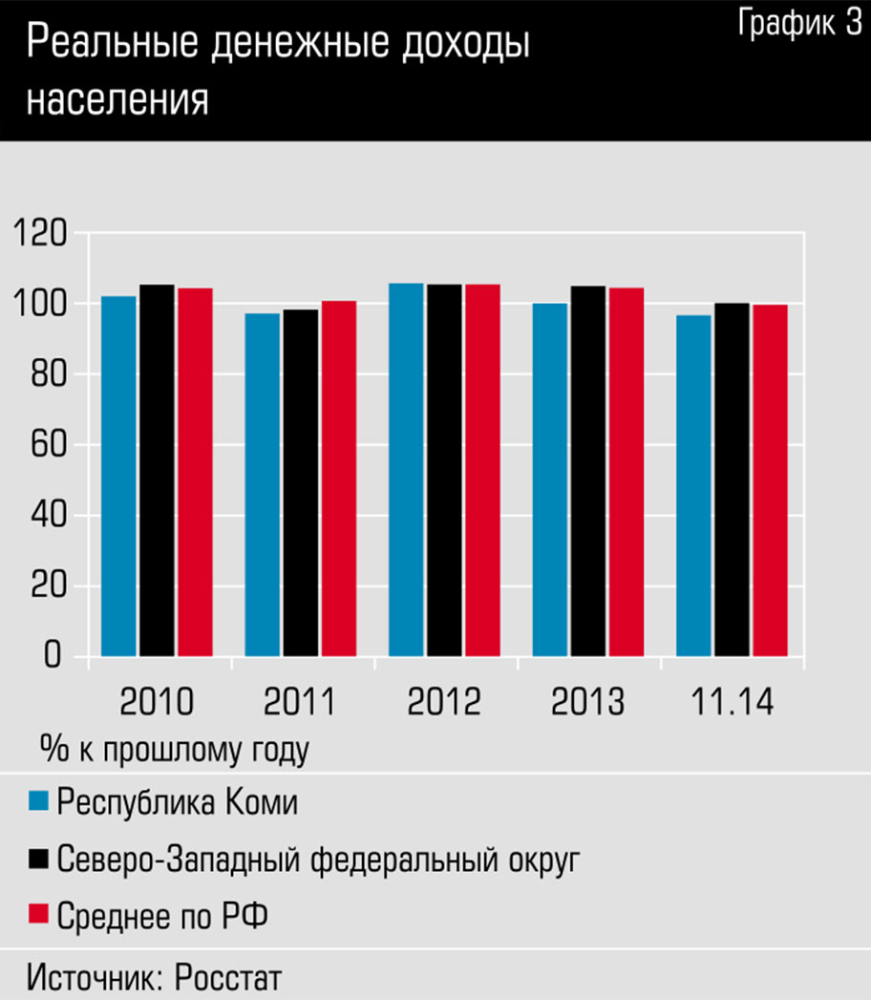 График 3
Реальные денежные доходы
населения
120
100
80
60
40
20
0
2010 2011 2012 2013 11.14
% к прошлому году
Республика Коми
Северо-Западный федеральный округ
Среднее по РФ
Источник: Росстат